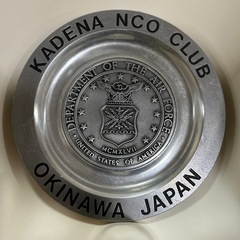 KADENA NCO CLUB
DEPARTMENT OF THE AIR FORCE
MCMXLVII
UNITED STATES OF AMERICA
OKINAWA JAPAN